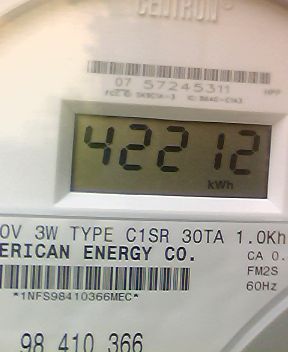 CENTRON
07 57245311
42212
kWh
0V 3W TYPE C1SR 30TA 1.0Kh
ERICAN ENERGY CO.
CA 0.
FM2S
60Hz
*1NFS98410366MEC*
98 410 366